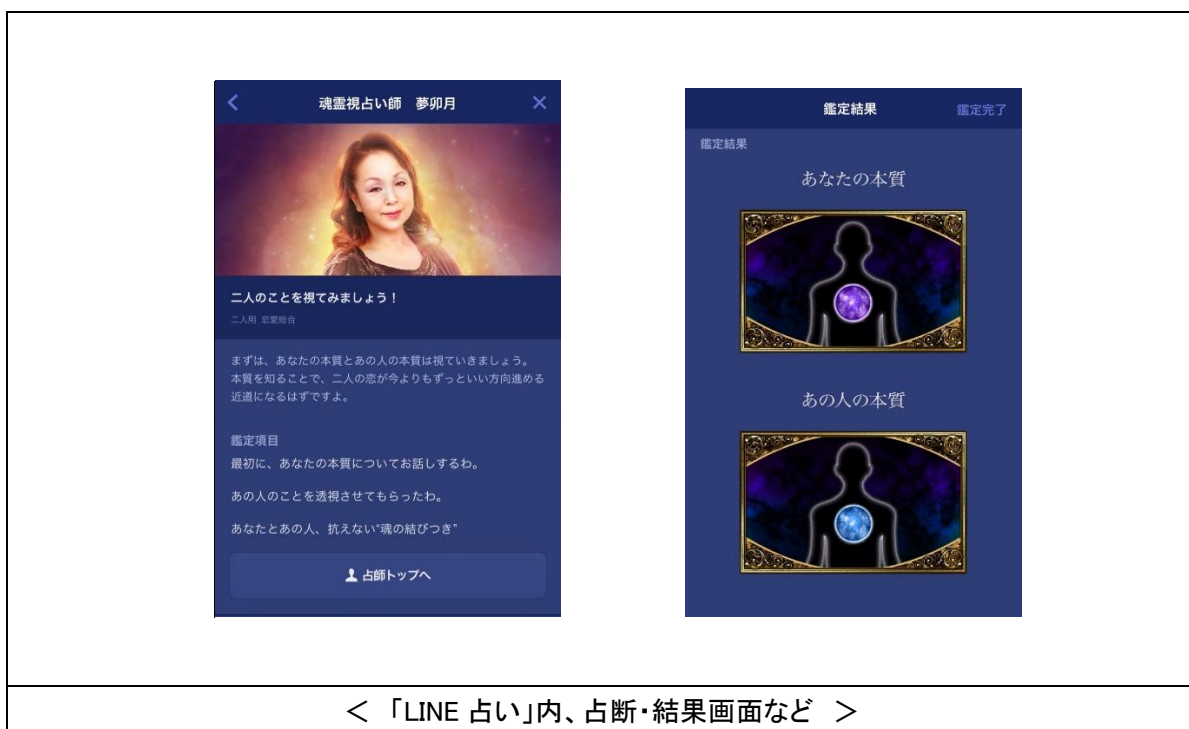 魂霊視占い師 夢卯月
二人のことを視てみましょう！
二人用 恋愛総合
まずは、あなたの本質とあの人の本質は視ていきましょう。
本質を知ることで、二人の恋が今よりもずっといい方向進める
近道になるはずですよ。
鑑定項目
最初に、あなたの本質についてお話しするわ。
あの人のことを透視させてもらったわ。
あなたとあの人、抗えない“魂の結びつき”
占師トップへ
鑑定結果 鑑定完了
鑑定結果
あなたの本質
あの人の本質
＜ 「LINE 占い」内、占断・結果画面など ＞